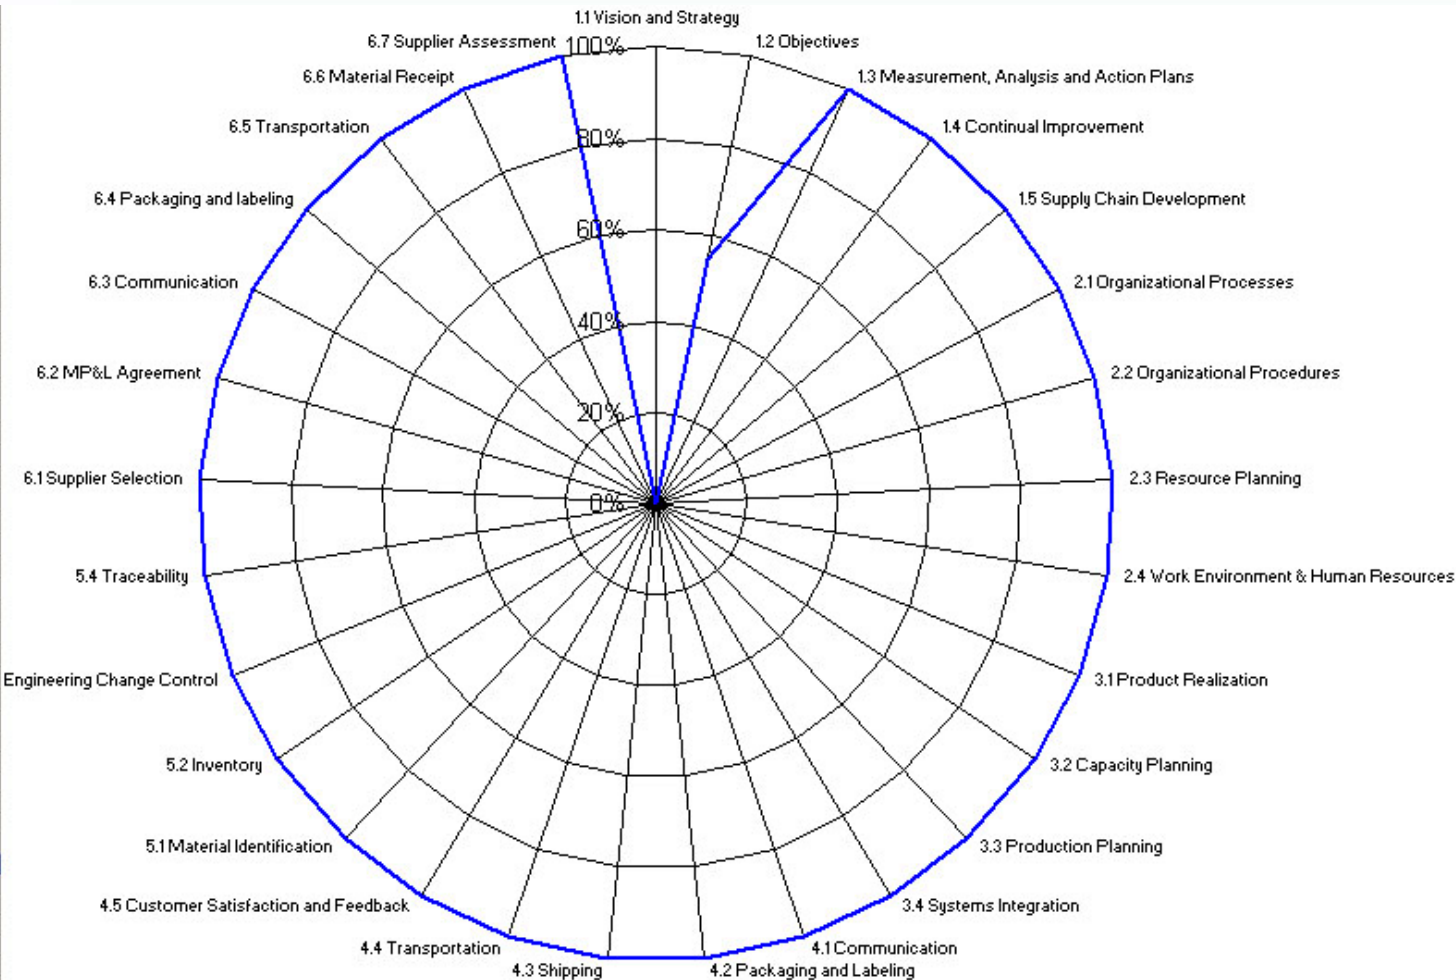 1.1 Vision and Strategy
1.2 Objectives
1.3 Measurement, Analysis and Action Plans
1.4 Continual Improvement
1.5 Supply Chain Development
2.1 Organizational Processes
2.2 Organizational Procedures
2.3 Resource Planning
2.4 Work Environment & Human Resources
3.1 Product Realization
3.2 Capacity Planning
3.3 Production Planning
3.4 Systems Integration
4.1 Communication
4.2 Packaging and Labeling
4.3 Shipping
4.4 Transportation
4.5 Customer Satisfaction and Feedback
5.1 Material Identification
5.2 Inventory
Engineering Change Control
5.4 Traceability
6.1 Supplier Selection
6.2 MP&L Agreement
6.3 Communication
6.4 Packaging and labeling
6.5 Transportation
6.6 Material Receipt
6.7 Supplier Assessment
100%
80%
60%
40%
20%
0%